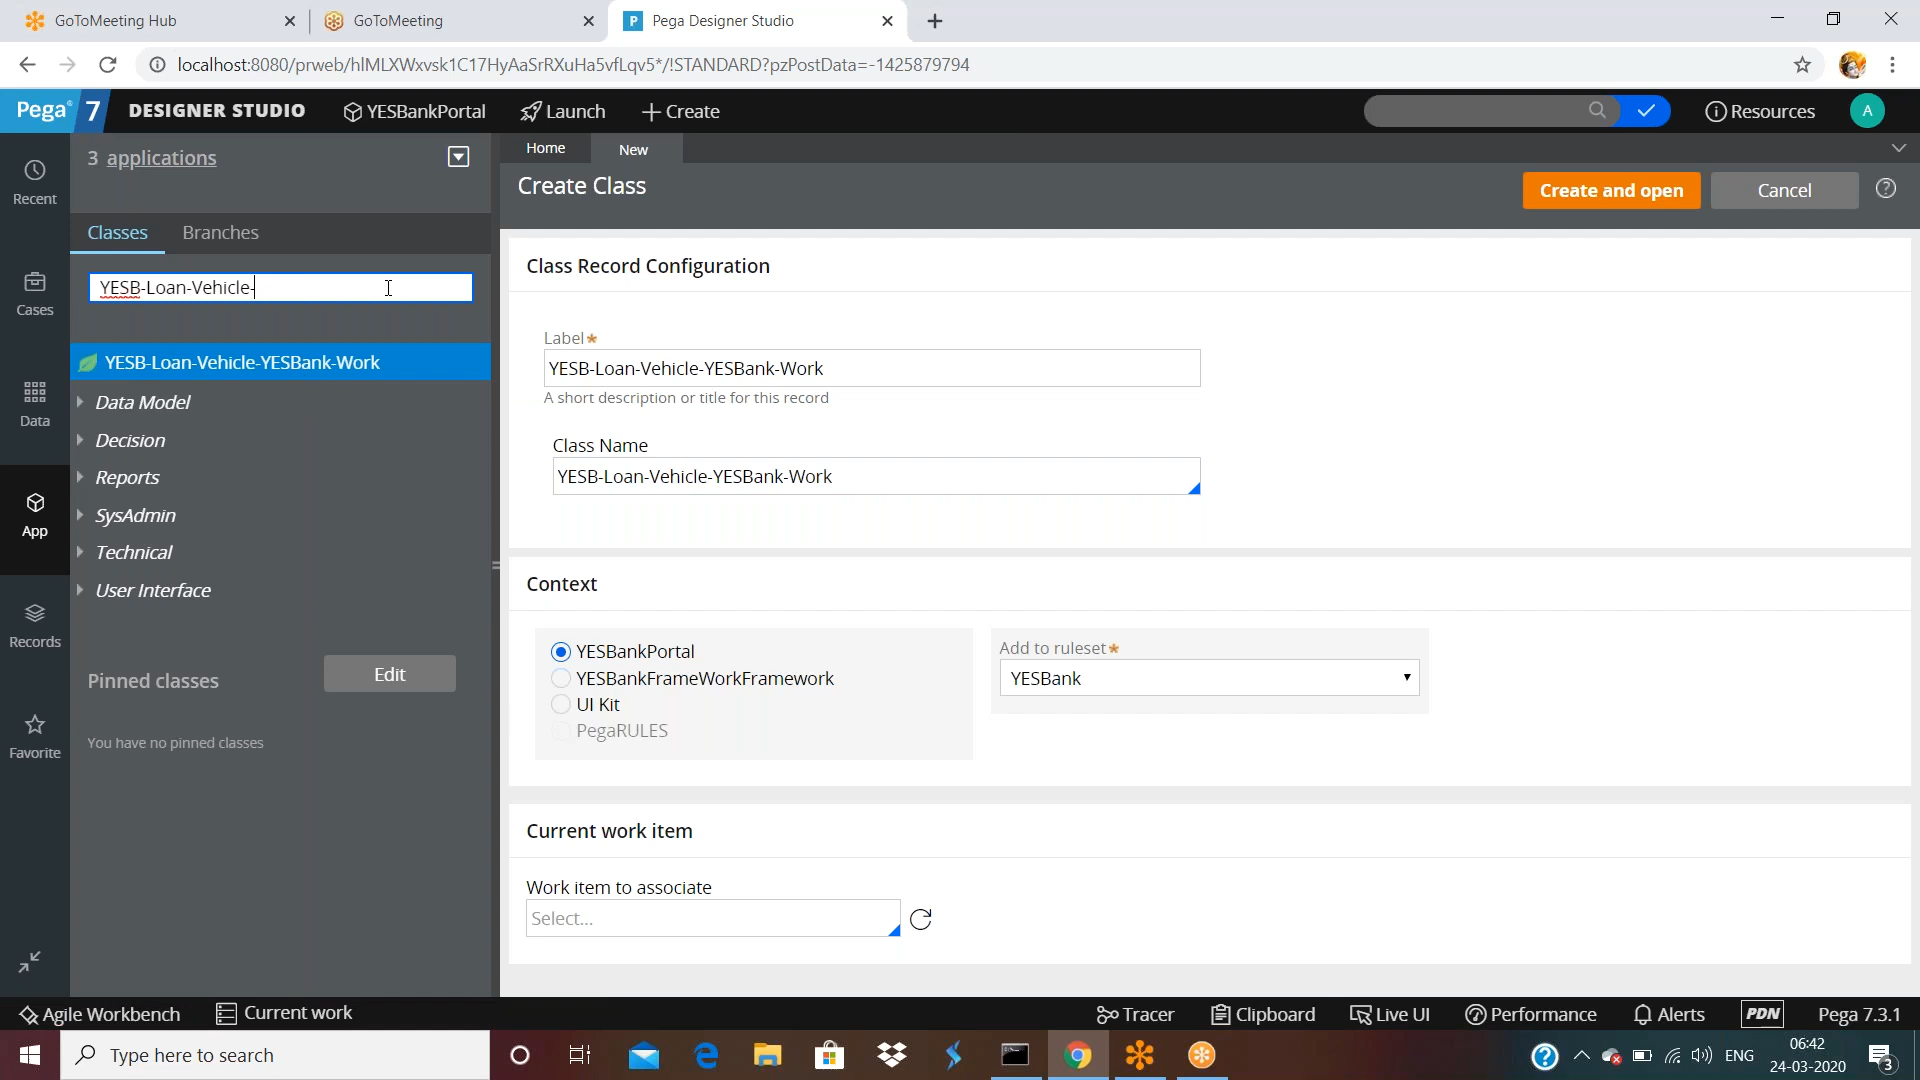 GoToMeeting Hub
GoToMeeting
Pega Designer Studio
localhost:8080/prweb/hIMLXWxvsk1C17HyAaSrRXuHa5vfLqv5*/!STANDARD?pzPostData=-1425879794
Pega 7 DESIGNER STUDIO YESBankPortal Launch Create Resources A
3 applications
Home New
Create Class
Create and open Cancel
Recent
Classes Branches
YESB-Loan-Vehicle-
YESB-Loan-Vehicle-YESBank-Work
Data Model
Decision
Reports
SysAdmin
Technical
User Interface
Pinned classes Edit
You have no pinned classes
Cases
Data
App
Records
Favorite
Class Record Configuration
Label*
YESB-Loan-Vehicle-YESBank-Work
A short description or title for this record
Class Name
YESB-Loan-Vehicle-YESBank-Work
Context
YESBankPortal
YESBankFrameWorkFramework
UI Kit
PegaRULES
Add to ruleset*
YESBank
Current work item
Work item to associate
Select...
Agile Workbench Current work Tracer Clipboard Live UI Performance Alerts PDN Pega 7.3.1
Type here to search
ENG
06:42
24-03-2020
3